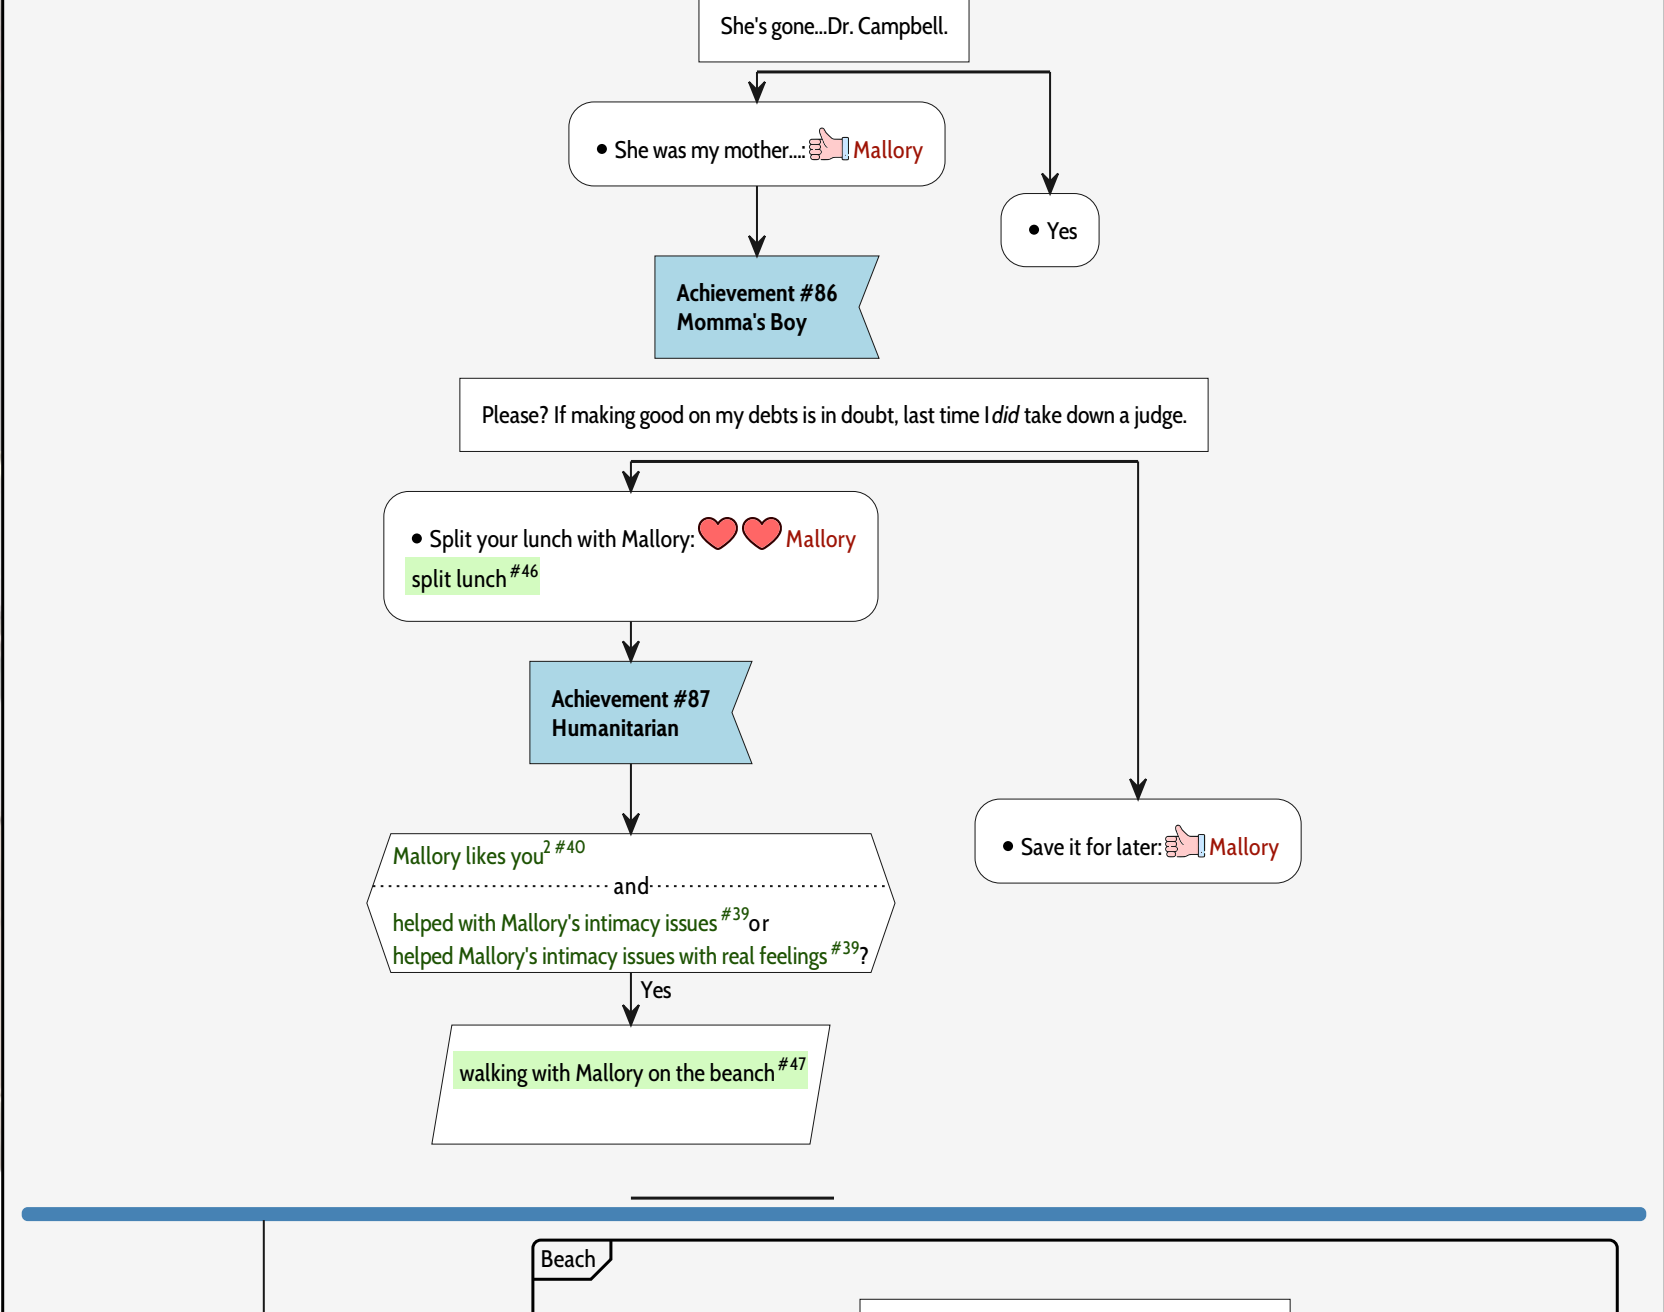 She's gone...Dr. Campbell.
• She was my mother...: Mallory
• Yes
Achievement #86
Momma's Boy
Please? If making good on my debts is in doubt, last time I did take down a judge.
• Split your lunch with Mallory: Mallory
split lunch #46
Achievement #87
Humanitarian
Mallory likes you2 #40
and
helped with Mallory's intimacy issues #39or
helped Mallory's intimacy issues with real feelings #39?
• Save it for later: Mallory
Yes
walking with Mallory on the beanch #47
Beach